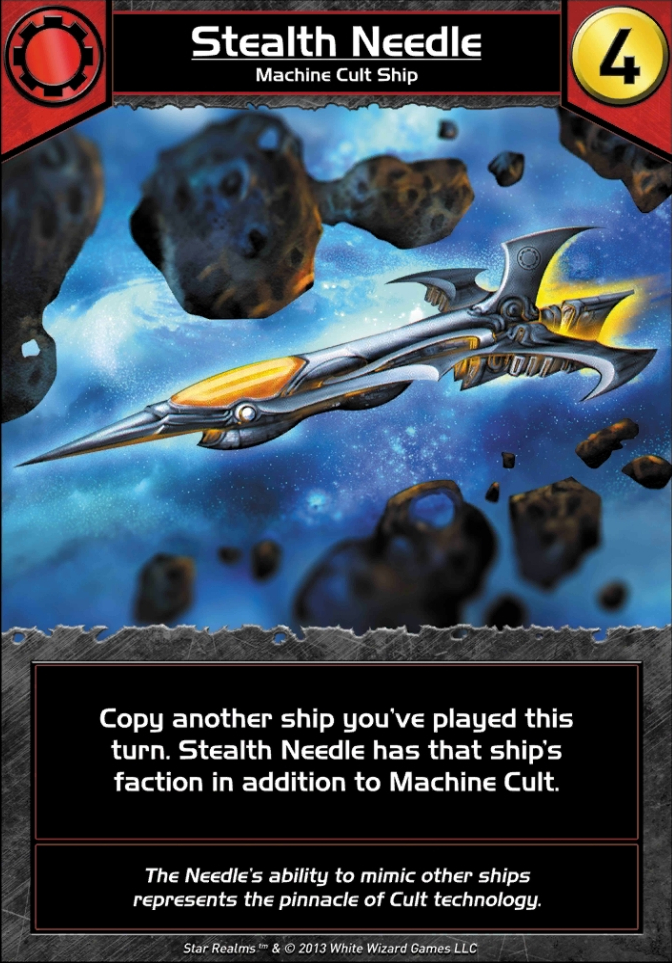 Stealth Needle
Machine Cult Ship
4
Copy another ship you've played this
turn. Stealth Needle has that ship's
faction in addition to Machine Cult.
The Needle's ability to mimic other ships
represents the pinnacle of Cult technology.
Star Realms™ & © 2013 White Wizard Games LLC